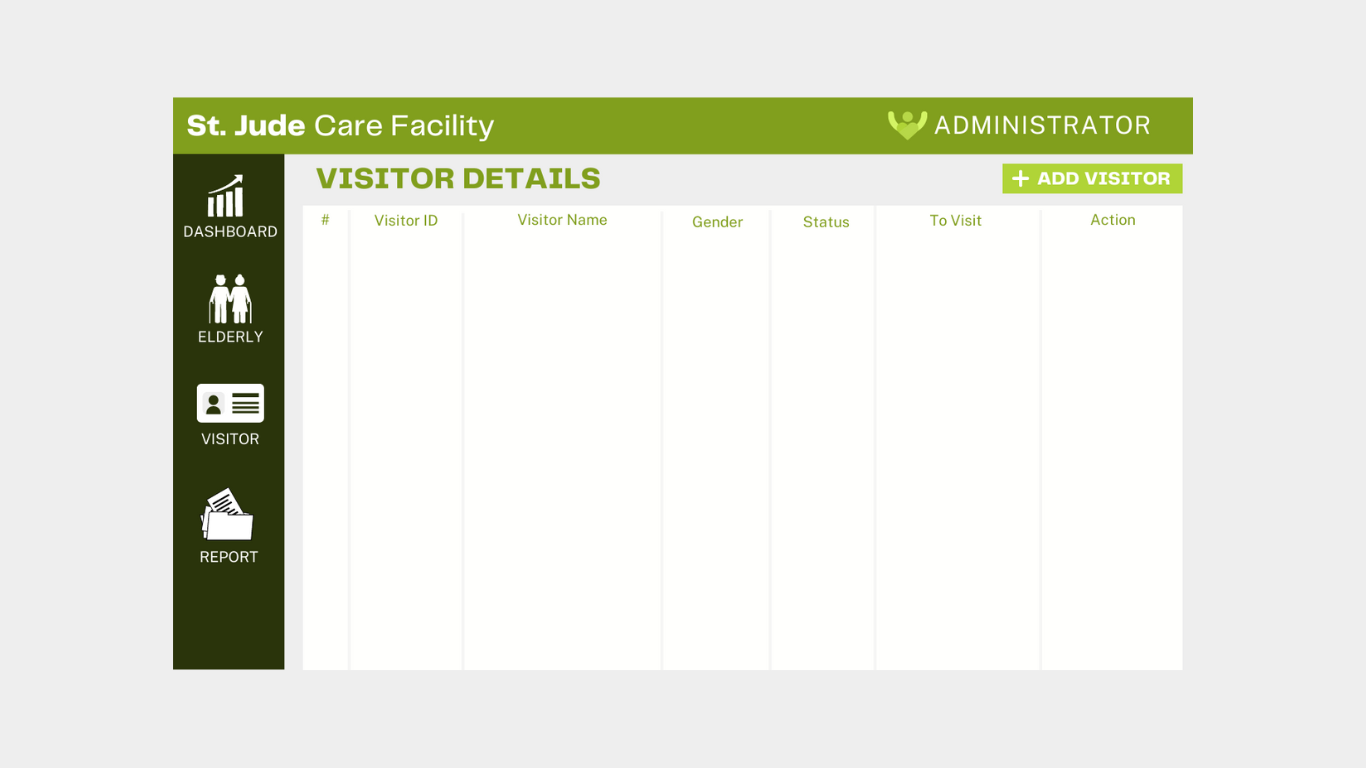 St. Jude Care Facility
ADMINISTRATOR
DASHBOARD
ELDERLY
VISITOR
REPORT
VISITOR DETAILS
+ ADD VISITOR
# Visitor ID Visitor Name Gender Status To Visit Action